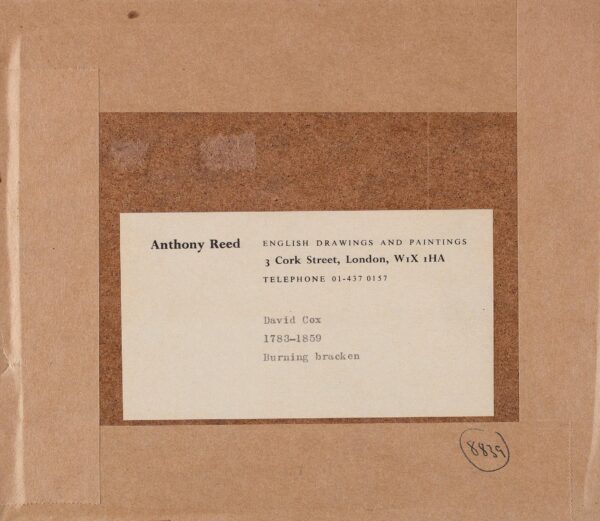 Anthony Reed
ENGLISH DRAWINGS AND PAINTINGS
3 Cork Street, London, W1X 1HA
TELEPHONE 01-437 0157
David Cox
1783–1859
Burning bracken
8839